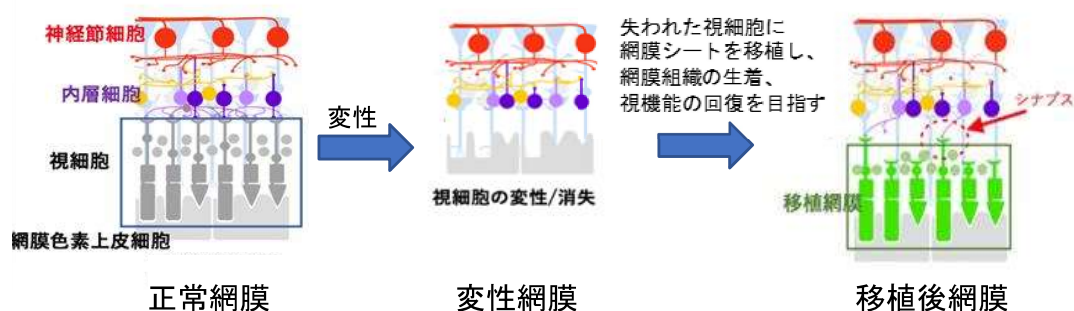 神経節細胞
内層細胞
視細胞
網膜色素上皮細胞
正常網膜
変性
視細胞の変性/消失
変性網膜
失われた視細胞に
網膜シートを移植し、
網膜組織の生着、
視機能の回復を目指す
シナプス
移植網膜
移植後網膜